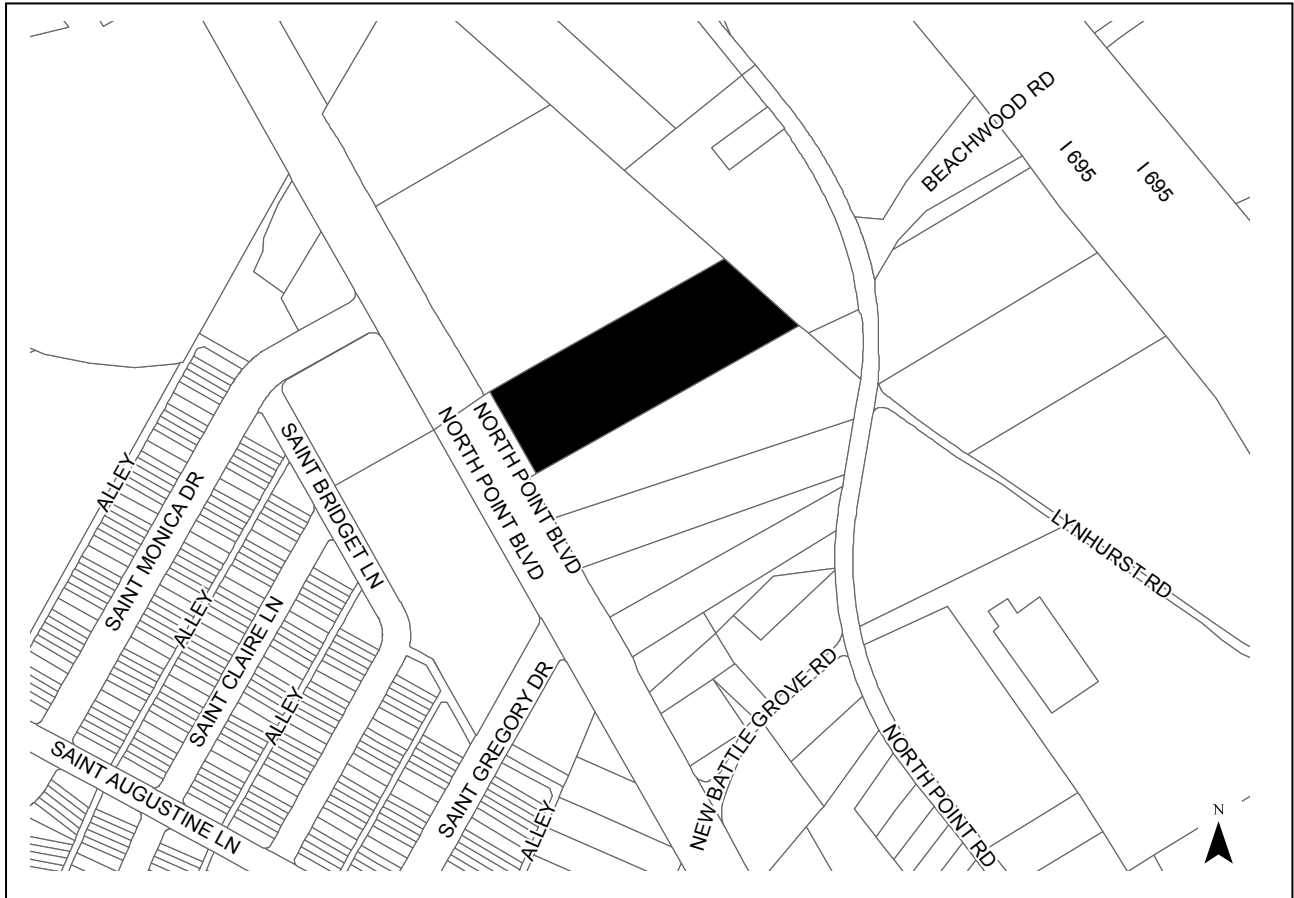 BEACHWOOD RD
I 695
I 695
NORTH POINT BLVD
NORTH POINT BLVD
SAINT BRIDGET LN
ALLEY
SAINT MONICA DR
ALLEY
SAINT CLAIRE LN
ALLEY
LYNHURST RD
SAINT GREGORY DR
NEW BATTLE GROVE RD
NORTH POINT RD
SAINT AUGUSTINE LN
ALLEY
N